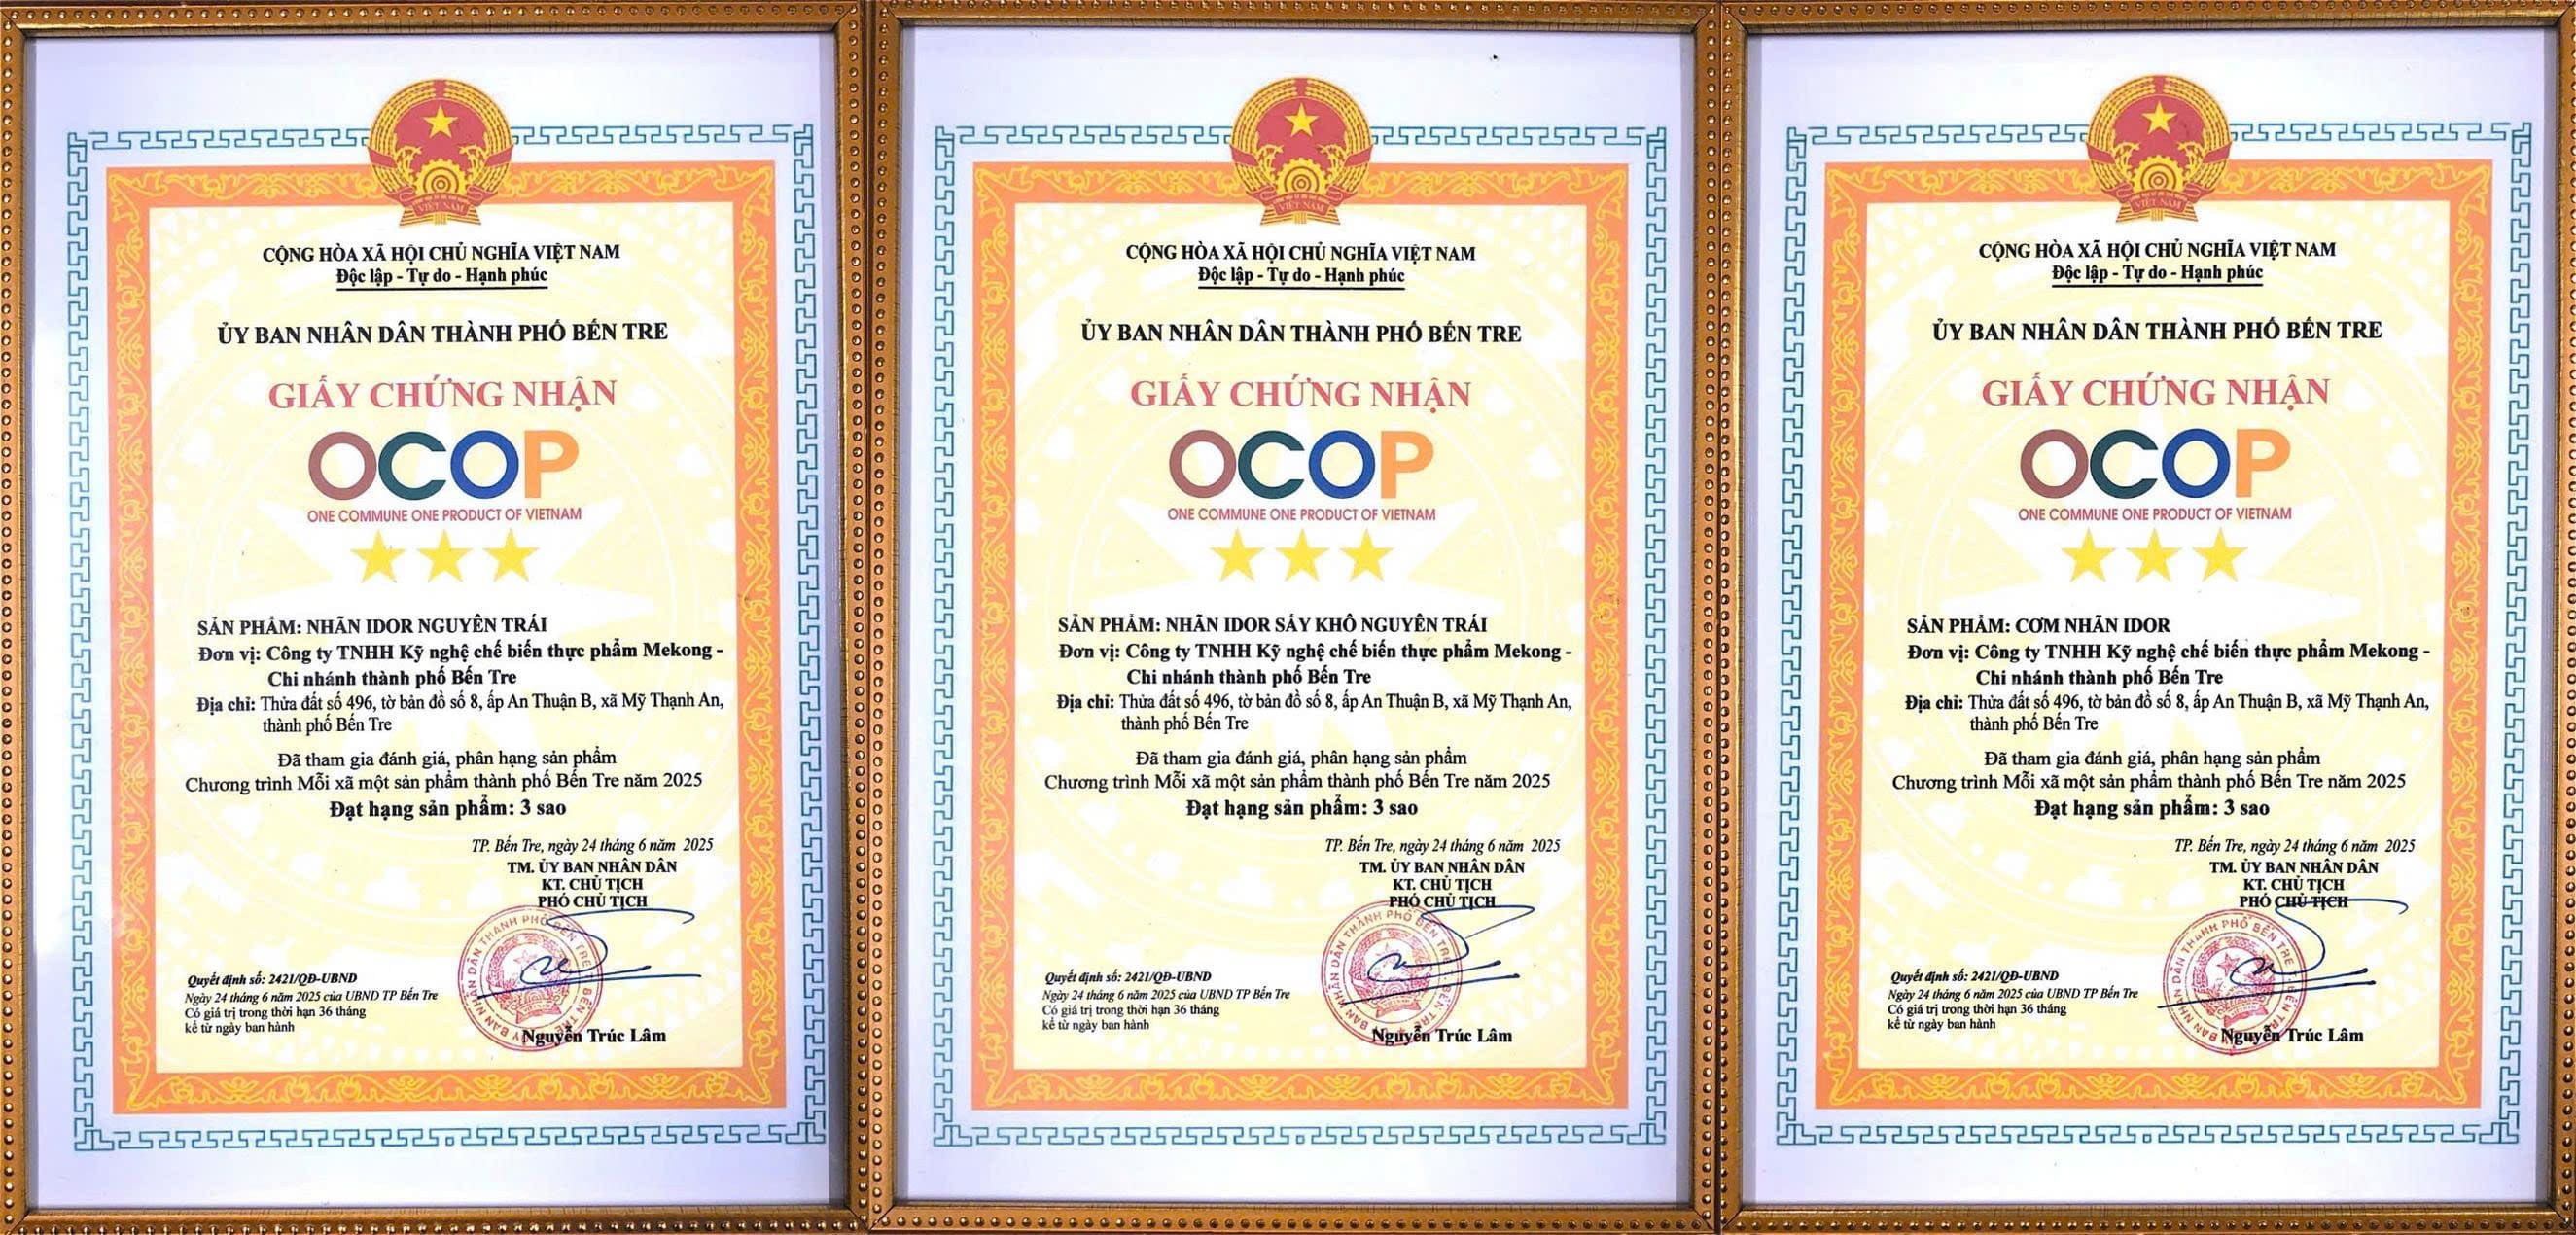 VIỆT NAM
CỘNG HÒA XÃ HỘI CHỦ NGHĨA VIỆT NAM
Độc lập - Tự do - Hạnh phúc
ỦY BAN NHÂN DÂN THÀNH PHỐ BẾN TRE
GIẤY CHỨNG NHẬN
OCOP
ONE COMMUNE ONE PRODUCT OF VIETNAM
SẢN PHẨM: NHÃN IDOR NGUYÊN TRÁI
Đơn vị: Công ty TNHH Kỹ nghệ chế biến thực phẩm Mekong -
Chi nhánh thành phố Bến Tre
Địa chỉ: Thửa đất số 496, tờ bản đồ số 8, ấp An Thuận B, xã Mỹ Thạnh An,
thành phố Bến Tre
Đã tham gia đánh giá, phân hạng sản phẩm
Chương trình Mỗi xã một sản phẩm thành phố Bến Tre năm 2025
Đạt hạng sản phẩm: 3 sao
TP. Bến Tre, ngày 24 tháng 6 năm 2025
TM. ỦY BAN NHÂN DÂN
KT. CHỦ TỊCH
PHÓ CHỦ TỊCH
Quyết định số: 2421/QĐ-UBND
Ngày 24 tháng 6 năm 2025 của UBND TP Bến Tre
Có giá trị trong thời hạn 36 tháng
kể từ ngày ban hành
Nguyễn Trúc Lâm
VIỆT NAM
CỘNG HÒA XÃ HỘI CHỦ NGHĨA VIỆT NAM
Độc lập - Tự do - Hạnh phúc
ỦY BAN NHÂN DÂN THÀNH PHỐ BẾN TRE
GIẤY CHỨNG NHẬN
OCOP
ONE COMMUNE ONE PRODUCT OF VIETNAM
SẢN PHẨM: NHÃN IDOR SẤY KHÔ NGUYÊN TRÁI
Đơn vị: Công ty TNHH Kỹ nghệ chế biến thực phẩm Mekong -
Chi nhánh thành phố Bến Tre
Địa chỉ: Thửa đất số 496, tờ bản đồ số 8, ấp An Thuận B, xã Mỹ Thạnh An,
thành phố Bến Tre
Đã tham gia đánh giá, phân hạng sản phẩm
Chương trình Mỗi xã một sản phẩm thành phố Bến Tre năm 2025
Đạt hạng sản phẩm: 3 sao
TP. Bến Tre, ngày 24 tháng 6 năm 2025
TM. ỦY BAN NHÂN DÂN
KT. CHỦ TỊCH
PHÓ CHỦ TỊCH
Quyết định số: 2421/QĐ-UBND
Ngày 24 tháng 6 năm 2025 của UBND TP Bến Tre
Có giá trị trong thời hạn 36 tháng
kể từ ngày ban hành
Nguyễn Trúc Lâm
VIỆT NAM
CỘNG HÒA XÃ HỘI CHỦ NGHĨA VIỆT NAM
Độc lập - Tự do - Hạnh phúc
ỦY BAN NHÂN DÂN THÀNH PHỐ BẾN TRE
GIẤY CHỨNG NHẬN
OCOP
ONE COMMUNE ONE PRODUCT OF VIETNAM
SẢN PHẨM: CƠM NHÃN IDOR
Đơn vị: Công ty TNHH Kỹ nghệ chế biến thực phẩm Mekong -
Chi nhánh thành phố Bến Tre
Địa chỉ: Thửa đất số 496, tờ bản đồ số 8, ấp An Thuận B, xã Mỹ Thạnh An,
thành phố Bến Tre
Đã tham gia đánh giá, phân hạng sản phẩm
Chương trình Mỗi xã một sản phẩm thành phố Bến Tre năm 2025
Đạt hạng sản phẩm: 3 sao
TP. Bến Tre, ngày 24 tháng 6 năm 2025
TM. ỦY BAN NHÂN DÂN
KT. CHỦ TỊCH
PHÓ CHỦ TỊCH
Quyết định số: 2421/QĐ-UBND
Ngày 24 tháng 6 năm 2025 của UBND TP Bến Tre
Có giá trị trong thời hạn 36 tháng
kể từ ngày ban hành
Nguyễn Trúc Lâm